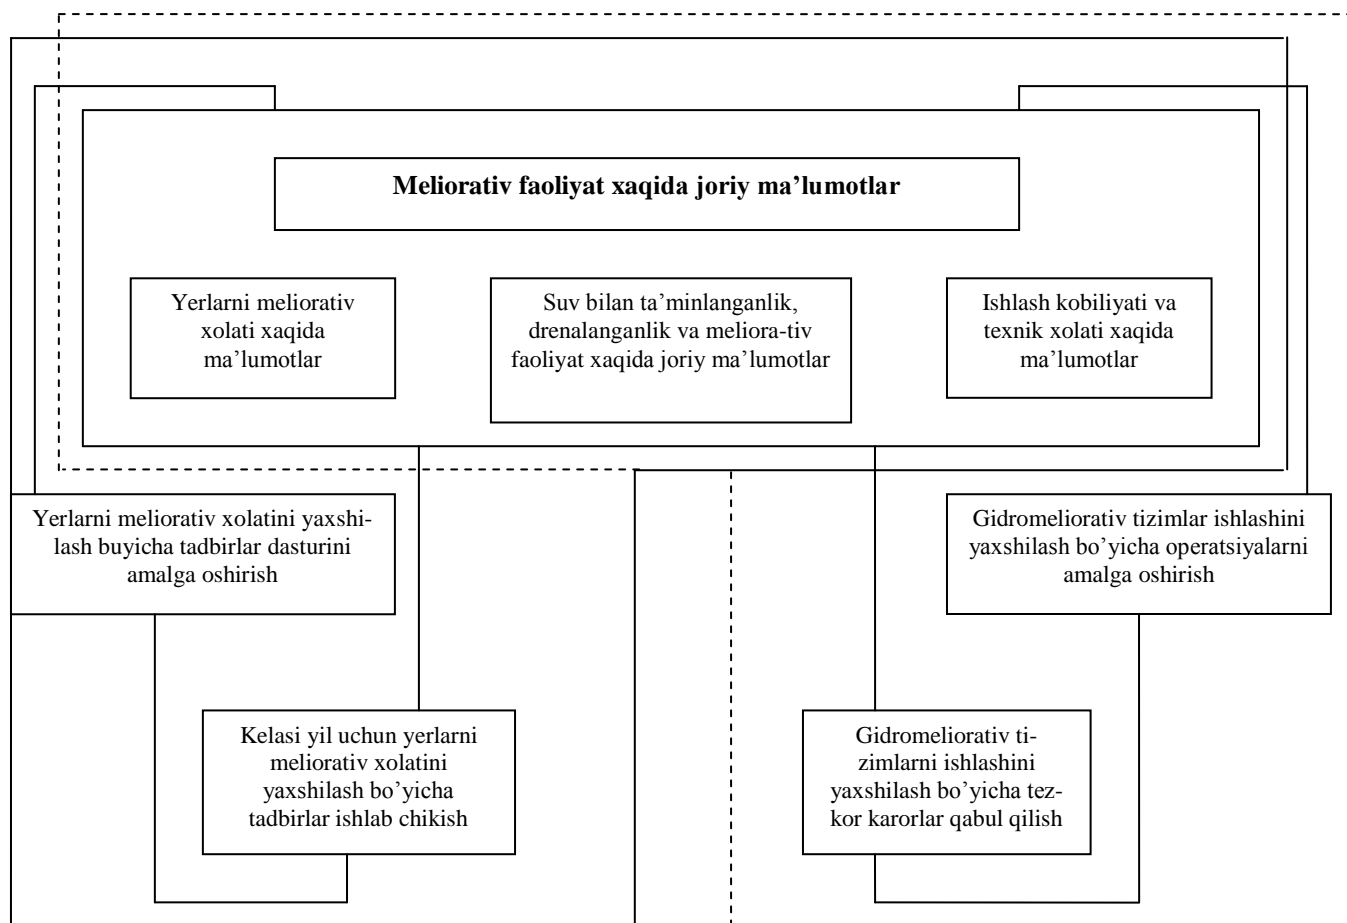 Meliorativ faoliyat xaqida joriy ma’lumotlar
Yerlarni meliorativ
xolati xaqida
ma’lumotlar
Suv bilan ta’minlanganlik,
drenalanganlik va meliora-tiv
faoliyat xaqida joriy ma’lumotlar
Ishlash kobiliyati va
texnik xolati xaqida
ma’lumotlar
Yerlarni meliorativ xolatini yaxshi-
lash buyicha tadbirlar dasturini
amalga oshirish
Gidromeliorativ tizimlar ishlashini
yaxshilash bo’yicha operatsiyalarni
amalga oshirish
Kelasi yil uchun yerlarni
meliorativ xolatini
yaxshilash bo’yicha
tadbirlar ishlab chikish
Gidromeliorativ ti-
zimlarni ishlashini
yaxshilash bo’yicha tez-
kor karorlar qabul qilish